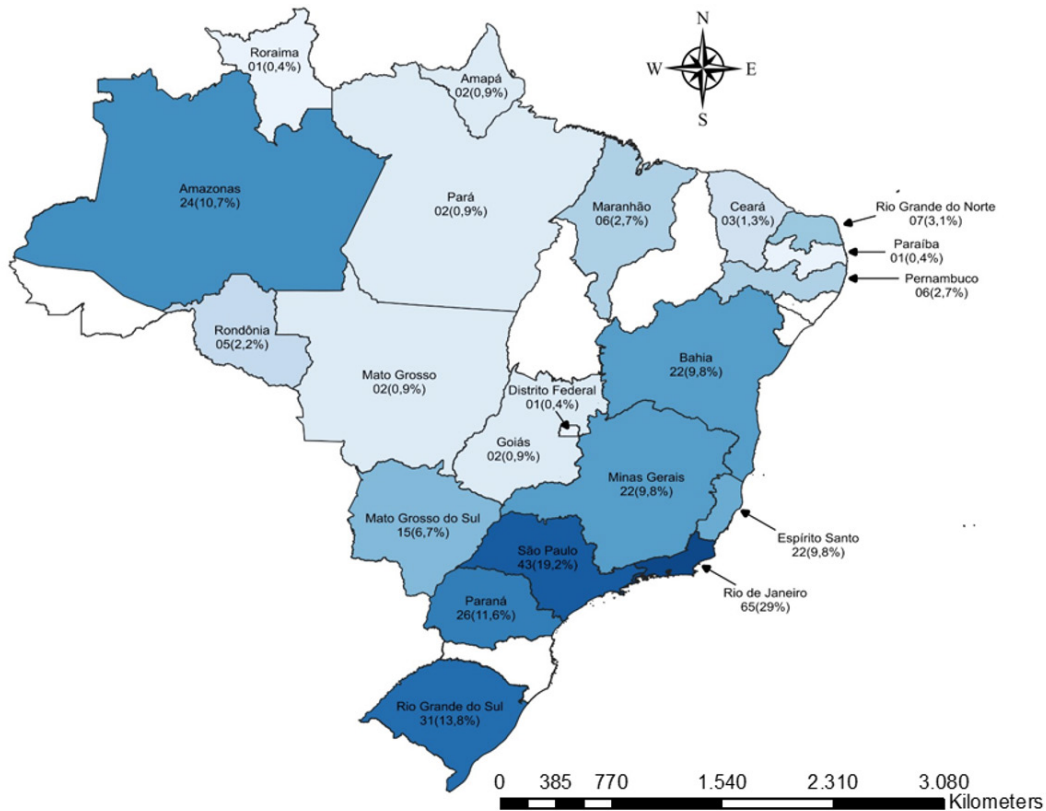 N
W
E
S
Roraima
01(0,4%)
Amapá
02(0,9%)
Amazonas
24(10,7%)
Pará
02(0,9%)
Maranhão
06(2,7%)
Ceará
03(1,3%)
Rio Grande do Norte
07(3,1%)
Paraíba
01(0,4%)
Pernambuco
06(2,7%)
Rondônia
05(2,2%)
Mato Grosso
02(0,9%)
Bahia
22(9,8%)
Distrito Federal
01(0,4%)
Goiás
02(0,9%)
Minas Gerais
22(9,8%)
Mato Grosso do Sul
15(6,7%)
Espírito Santo
22(9,8%)
São Paulo
43(19,2%)
Rio de Janeiro
65(29%)
Paraná
26(11,6%)
Rio Grande do Sul
31(13,8%)
0 385 770 1.540 2.310 3.080
Kilometers